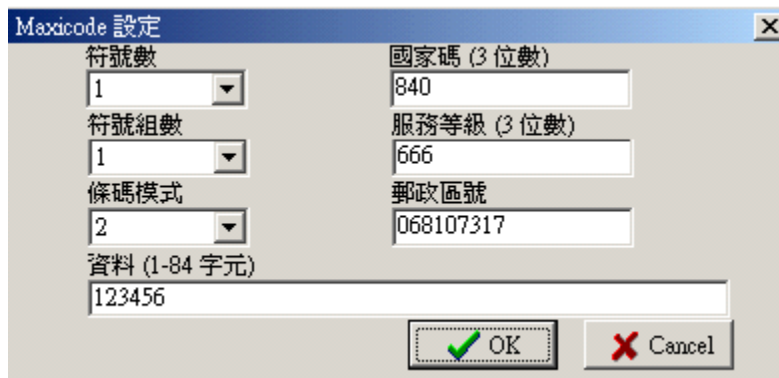 Maxicode 設定
符號數 國家碼 (3 位數)
1 840
符號組數 服務等級 (3 位數)
1 666
條碼模式 郵政區號
2 068107317
資料 (1-84 字元)
123456
OK Cancel